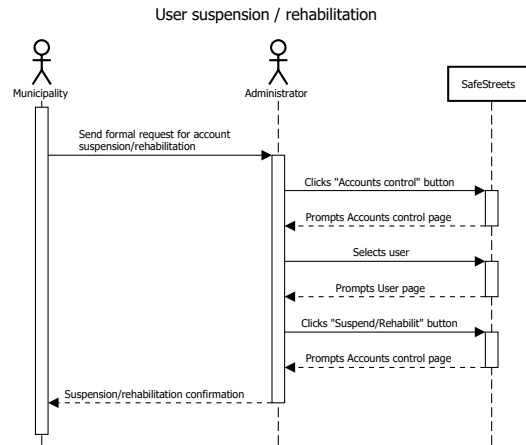 User suspension / rehabilitation
Municipality
Administrator
SafeStreets
Send formal request for account
suspension/rehabilitation
Clicks "Accounts control" button
Prompts Accounts control page
Selects user
Prompts User page
Clicks "Suspend/Rehabilit" button
Prompts Accounts control page
Suspension/rehabilitation confirmation